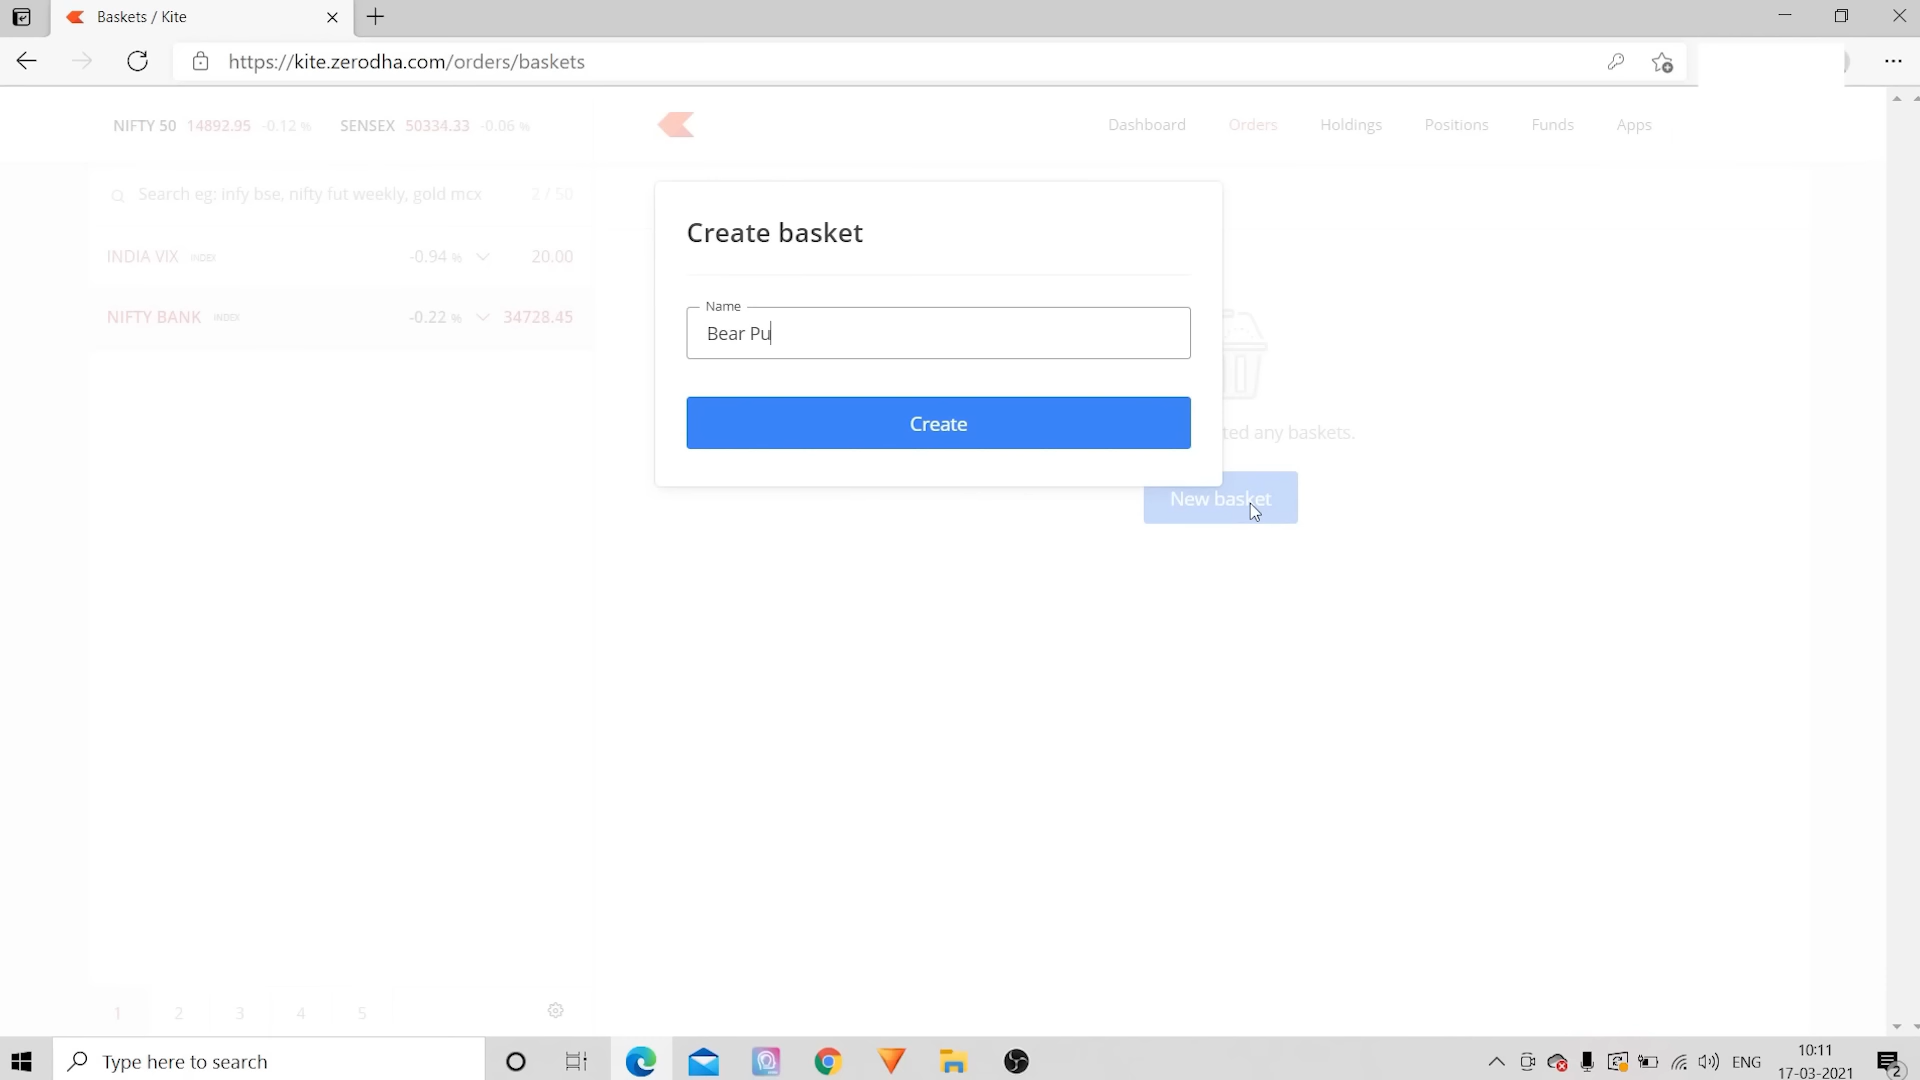 Baskets / Kite
https://kite.zerodha.com/orders/baskets
NIFTY 50 14892.95 -0.12 % SENSEX 50334.33 -0.06 %
Dashboard Orders Holdings Positions Funds Apps
Search eg: infy bse, nifty fut weekly, gold mcx 2 / 50
INDIA VIX INDEX -0.94 % 20.00
NIFTY BANK INDEX -0.22 % 34728.45
Create basket
Name
Bear Pu
Create
ted any baskets.
New basket
1 2 3 4 5
Type here to search
ENG
10:11
17-03-2021
2